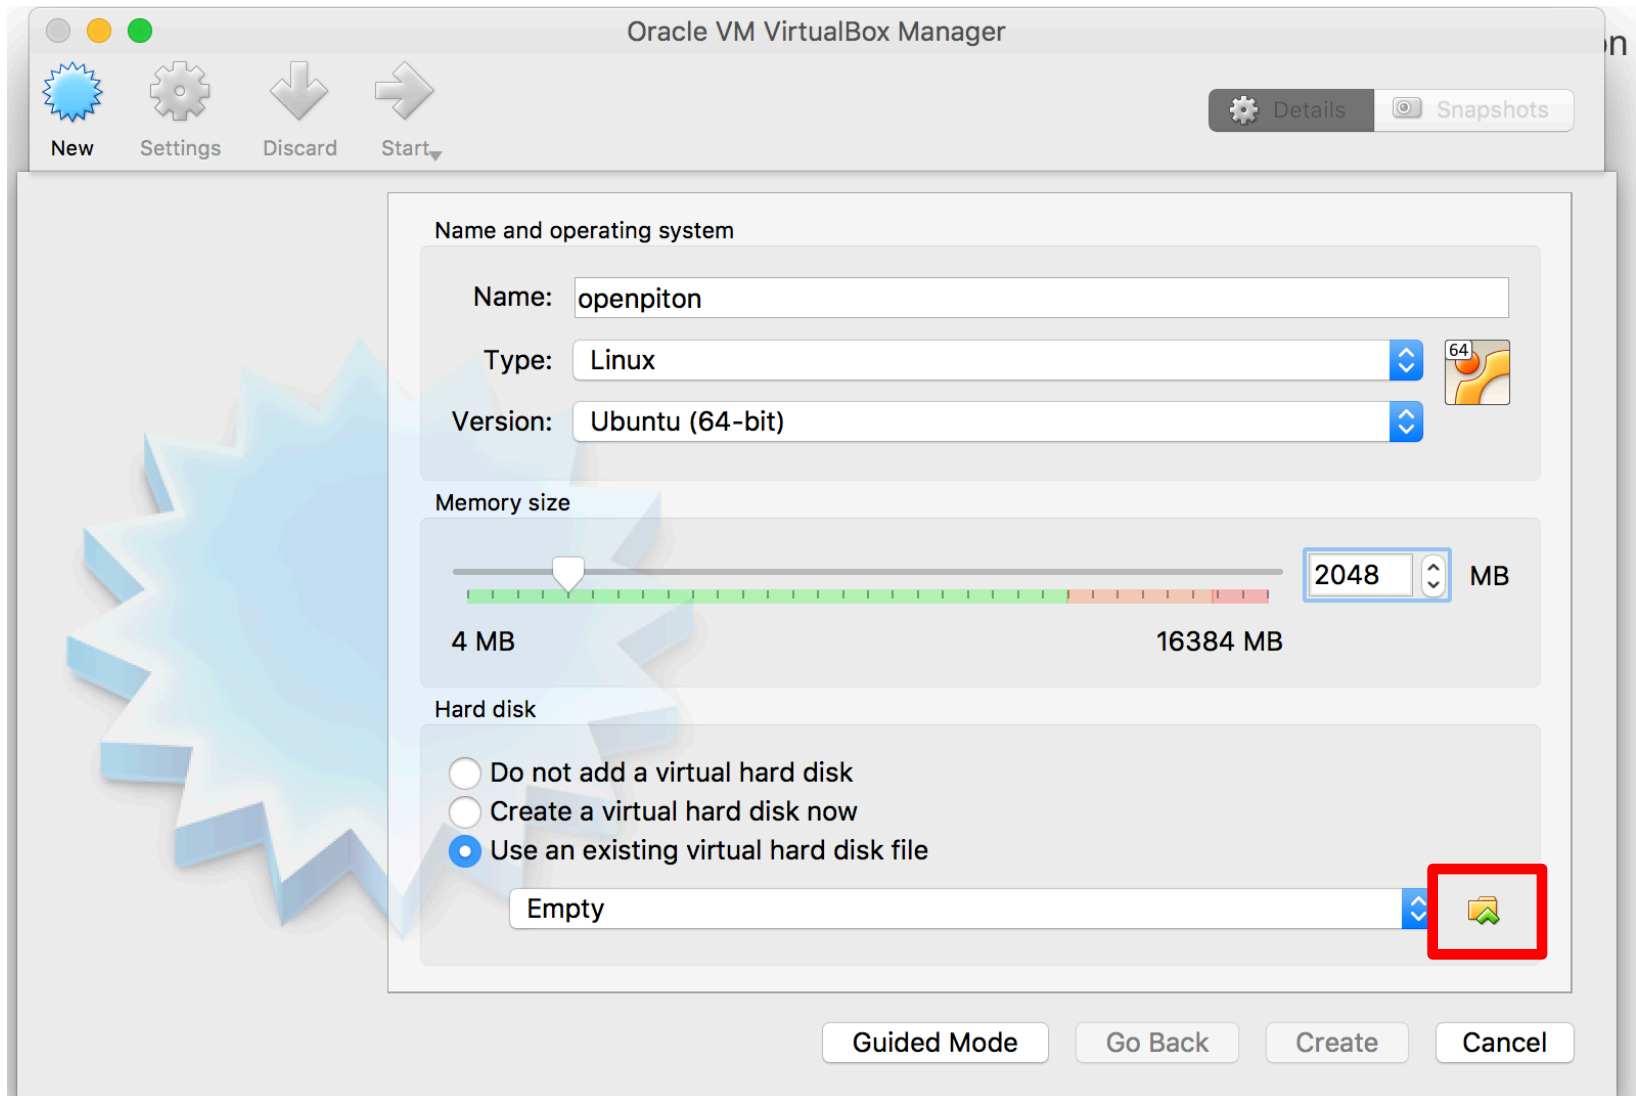 Oracle VM VirtualBox Manager
on
New
Settings
Discard
Start
Details
Snapshots
Name and operating system
Name: openpiton
Type: Linux
64
Version: Ubuntu (64-bit)
Memory size
2048 MB
4 MB
16384 MB
Hard disk
Do not add a virtual hard disk
Create a virtual hard disk now
Use an existing virtual hard disk file
Empty
Guided Mode
Go Back
Create
Cancel